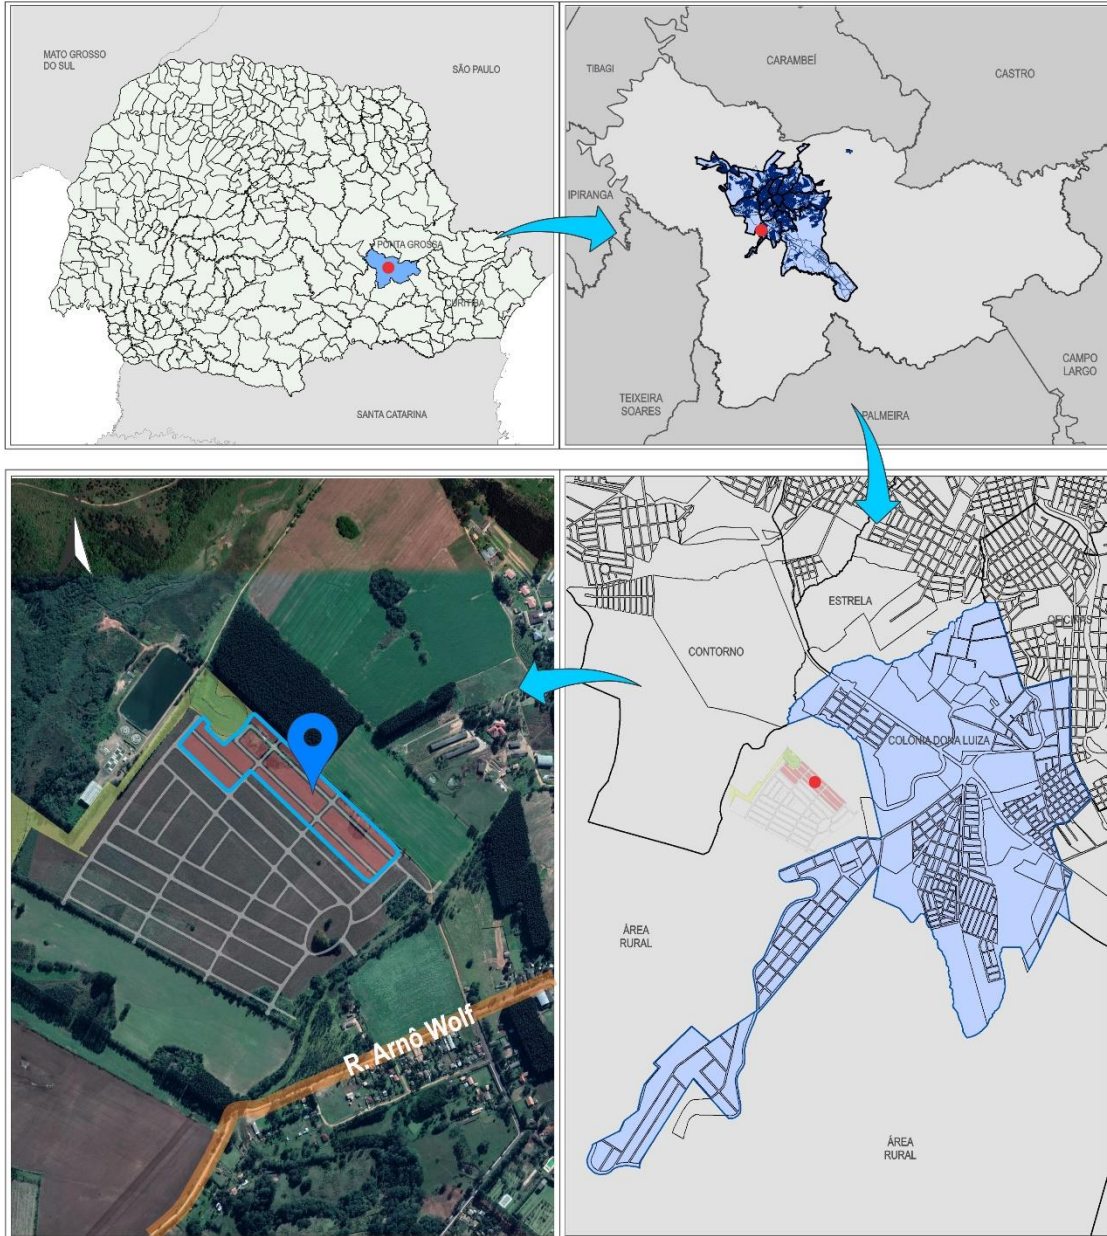 MATO GROSSO
DO SUL
SÃO PAULO
PONTA GROSSA
CURITIBA
SANTA CATARINA
TIBAGI
CARAMBEÍ
CASTRO
IPIRANGA
CAMPO
LARGO
TEIXEIRA
SOARES
PALMEIRA
R. Arnô Wolf
ESTRELA
OFICINAS
CONTORNO
COLÔNIA DONA LUIZA
ÁREA
RURAL
ÁREA
RURAL